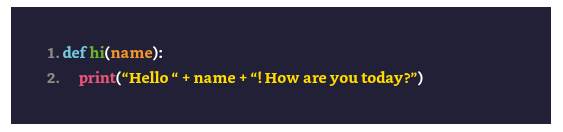 1. def hi(name):
2. print(“Hello “ + name + “! How are you today?”)